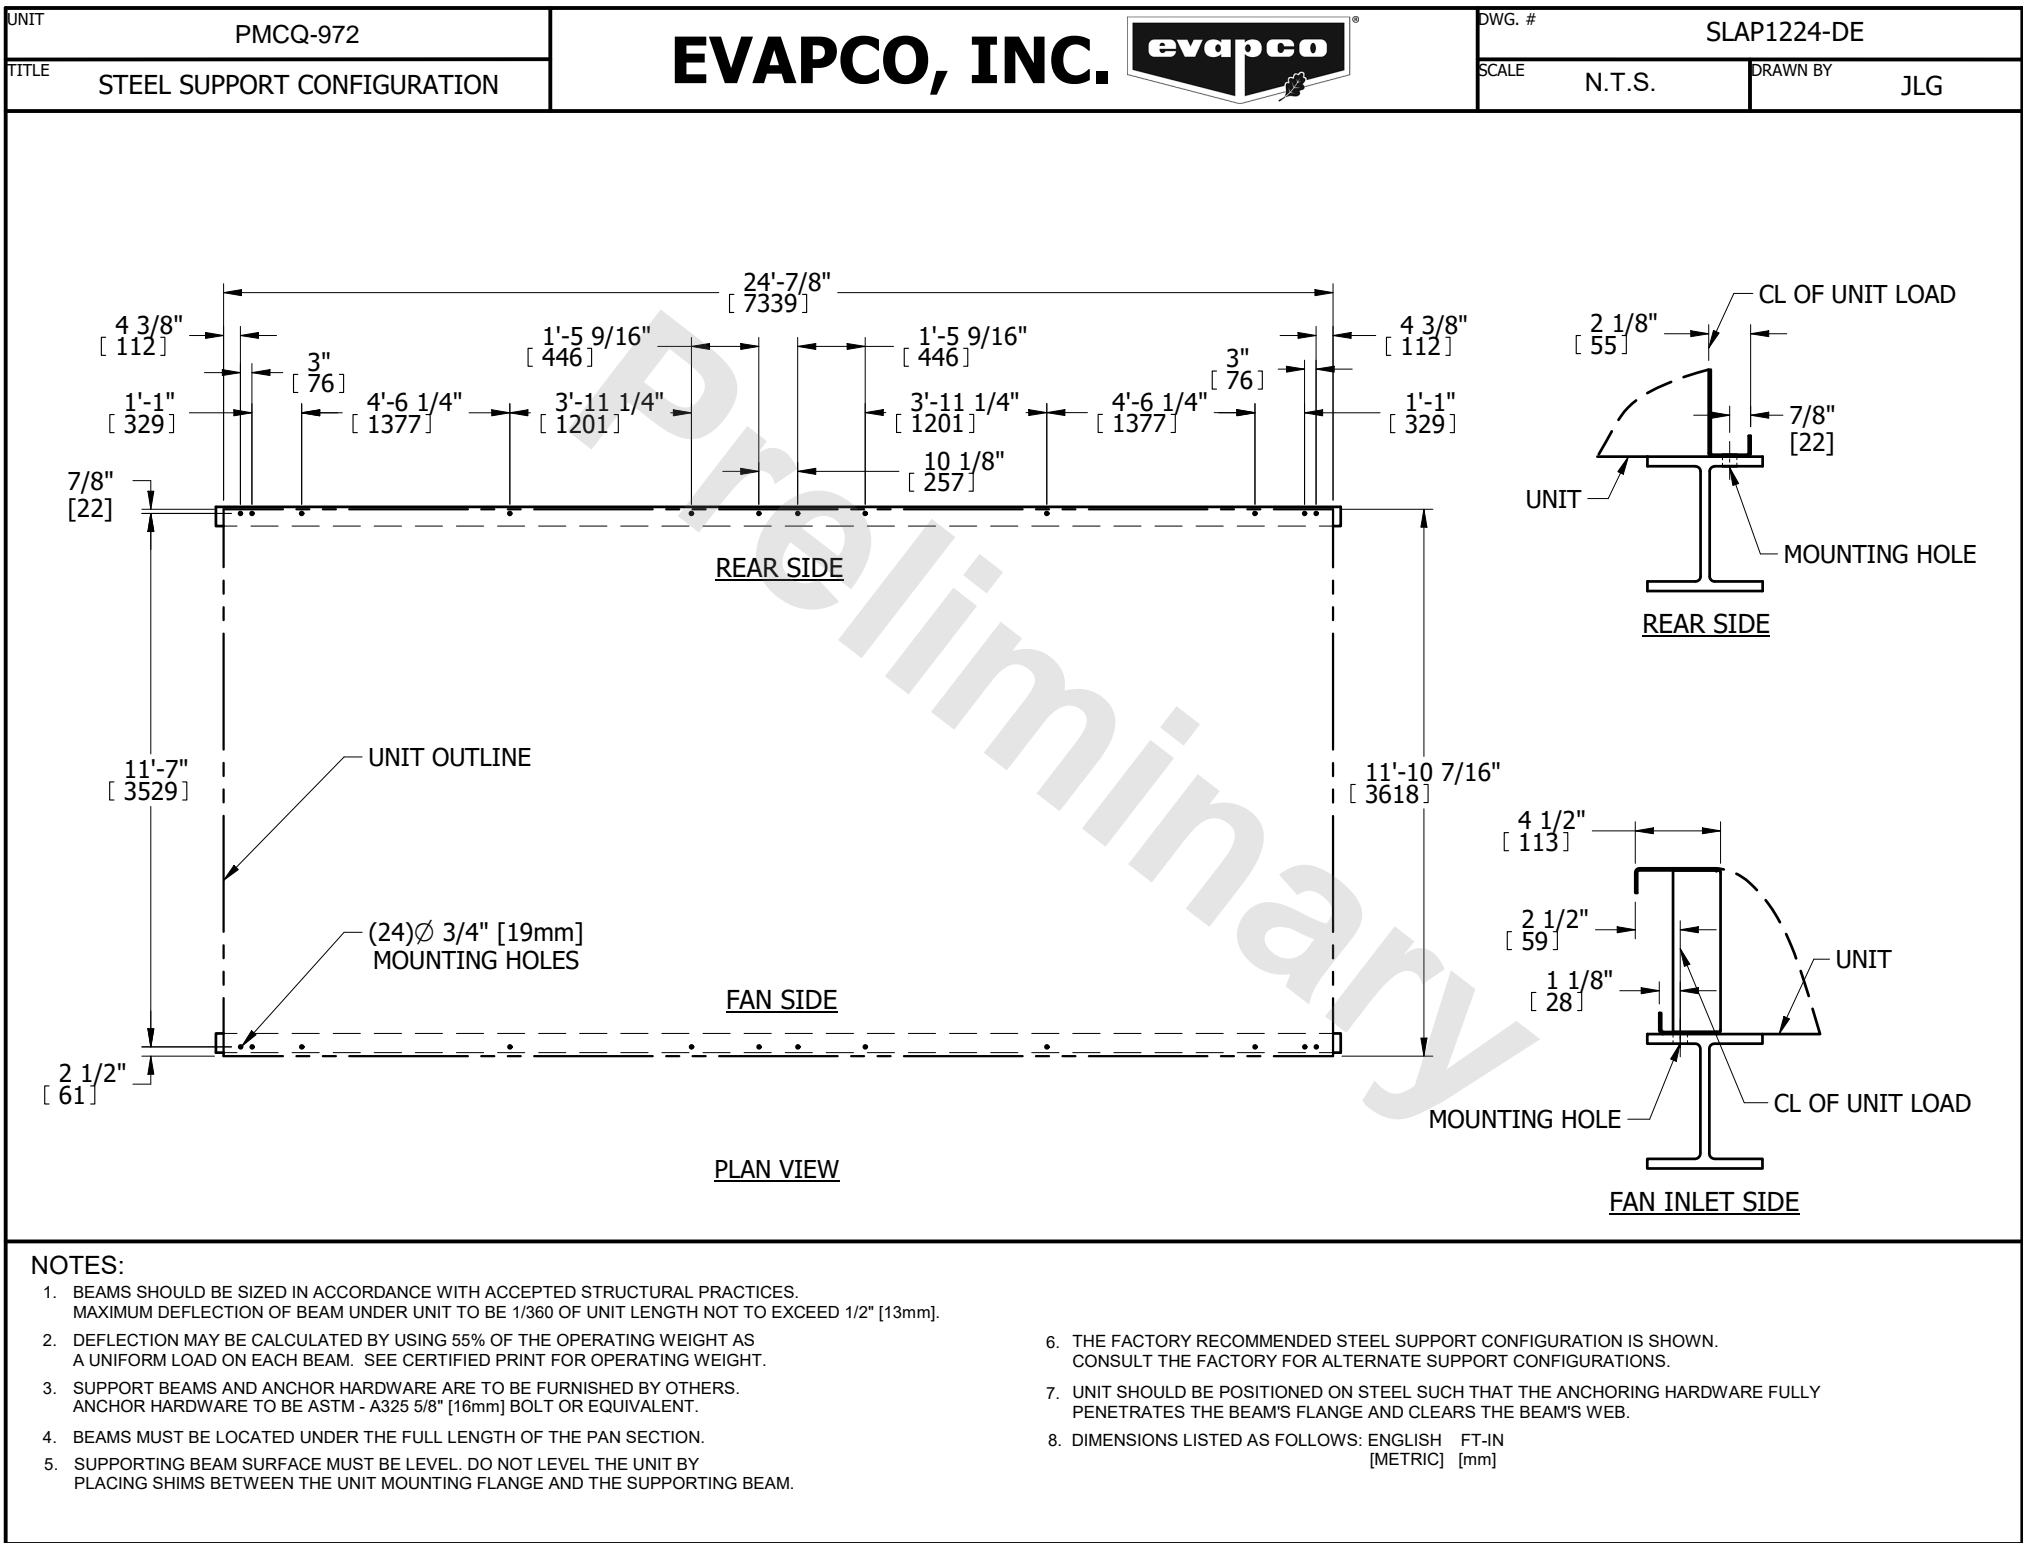 UNIT
PMCQ-972
TITLE
STEEL SUPPORT CONFIGURATION
EVAPCO, INC.
evapco
®
DWG. #
SLAP1224-DE
SCALE
N.T.S.
DRAWN BY
JLG
24'-7/8"
[ 7339]
4 3/8"
[ 112]
3"
[ 76]
1'-5 9/16"
[ 446]
1'-5 9/16"
[ 446]
3"
[ 76]
4 3/8"
[ 112]
1'-1"
[ 329]
4'-6 1/4"
[ 1377]
3'-11 1/4"
[ 1201]
3'-11 1/4"
[ 1201]
4'-6 1/4"
[ 1377]
1'-1"
[ 329]
10 1/8"
[ 257]
7/8"
[22]
REAR SIDE
UNIT OUTLINE
11'-7"
[ 3529]
11'-10 7/16"
[ 3618]
(24)Ø 3/4" [19mm]
MOUNTING HOLES
FAN SIDE
2 1/2"
[ 61]
PLAN VIEW
Preliminary
CL OF UNIT LOAD
2 1/8"
[ 55]
7/8"
[22]
UNIT
MOUNTING HOLE
REAR SIDE
4 1/2"
[ 113]
2 1/2"
[ 59]
1 1/8"
[ 28]
UNIT
CL OF UNIT LOAD
MOUNTING HOLE
FAN INLET SIDE
NOTES:
1. BEAMS SHOULD BE SIZED IN ACCORDANCE WITH ACCEPTED STRUCTURAL PRACTICES.
MAXIMUM DEFLECTION OF BEAM UNDER UNIT TO BE 1/360 OF UNIT LENGTH NOT TO EXCEED 1/2" [13mm].
2. DEFLECTION MAY BE CALCULATED BY USING 55% OF THE OPERATING WEIGHT AS
A UNIFORM LOAD ON EACH BEAM. SEE CERTIFIED PRINT FOR OPERATING WEIGHT.
3. SUPPORT BEAMS AND ANCHOR HARDWARE ARE TO BE FURNISHED BY OTHERS.
ANCHOR HARDWARE TO BE ASTM - A325 5/8" [16mm] BOLT OR EQUIVALENT.
4. BEAMS MUST BE LOCATED UNDER THE FULL LENGTH OF THE PAN SECTION.
5. SUPPORTING BEAM SURFACE MUST BE LEVEL. DO NOT LEVEL THE UNIT BY
PLACING SHIMS BETWEEN THE UNIT MOUNTING FLANGE AND THE SUPPORTING BEAM.
6. THE FACTORY RECOMMENDED STEEL SUPPORT CONFIGURATION IS SHOWN.
CONSULT THE FACTORY FOR ALTERNATE SUPPORT CONFIGURATIONS.
7. UNIT SHOULD BE POSITIONED ON STEEL SUCH THAT THE ANCHORING HARDWARE FULLY
PENETRATES THE BEAM'S FLANGE AND CLEARS THE BEAM'S WEB.
8. DIMENSIONS LISTED AS FOLLOWS: ENGLISH FT-IN
[METRIC] [mm]